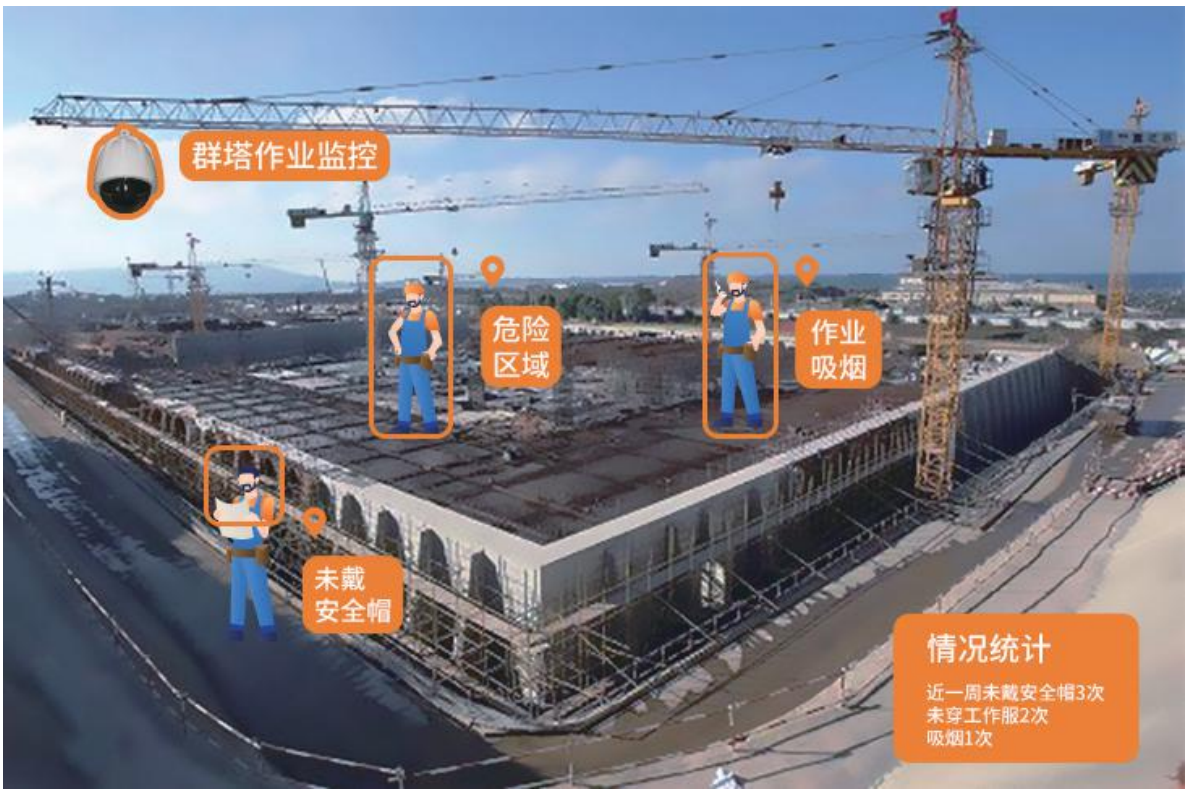 群塔作业监控
危险
区域
作业
吸烟
未戴
安全帽
情况统计
近一周未戴安全帽3次
未穿工作服2次
吸烟1次